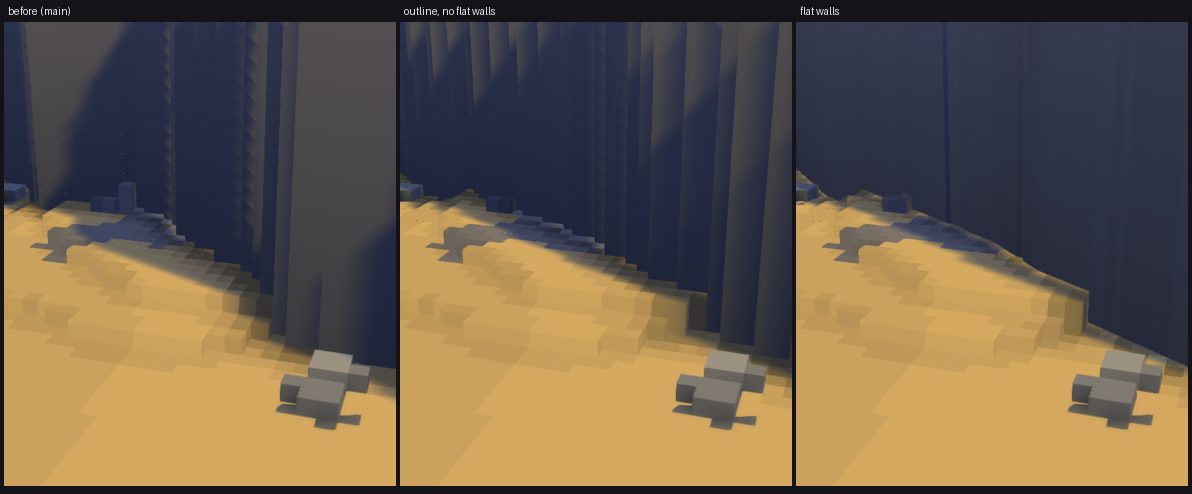 before (main)
outline, no flat walls
flat walls